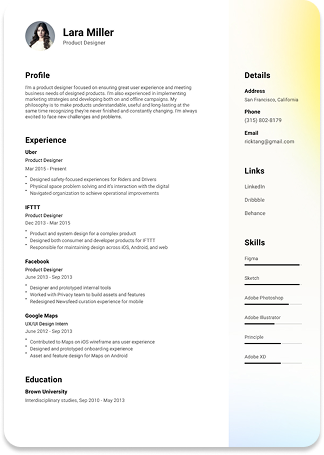 Lara Miller
Product Designer
Profile
I'm a product designer focused on ensuring great user experience and meeting
business needs of designed products. I'm also experienced in implementing
marketing strategies and developing both on and offline campaigns. My
philosophy is to make products understandable, useful and long-lasting at the
same time recognizing they're never finished and constantly changing. I'm always
excited to face new challenges and problems.
Experience
Uber
Product Designer
Mar 2015 - Present
Designed safety-focused experiences for Riders and Drivers
Physical space problem solving and it's interaction with the digital
Navigated organization to achieve operational improvements
IFTTT
Product Designer
Dec 2013 - Mar 2015
Product and system design for a complex product
Designed both consumer and developer products for IFTTT
Responsible for maintaining design across iOS, Android, and web
Facebook
Product Designer
June 2013 - Sep 2013
Designer and prototyped internal tools
Worked with Privacy team to build assets and features
Redesigned Newsfeed curation experience for mobile
Google Maps
UX/UI Design Intern
June 2012 - Sep 2013
Contributed to Maps on iOS wireframe and user experience
Designed and prototyped onboarding experience
Asset and feature design for Maps on Android
Education
Brown University
Interdisciplinary studies, Sep 2010 - May 2013
Details
Address
San Francisco, California
Phone
(315) 802-8179
Email
ricktang@gmail.com
Links
LinkedIn
Dribbble
Behance
Skills
Figma
Sketch
Adobe Photoshop
Adobe Illustrator
Principle
Adobe XD